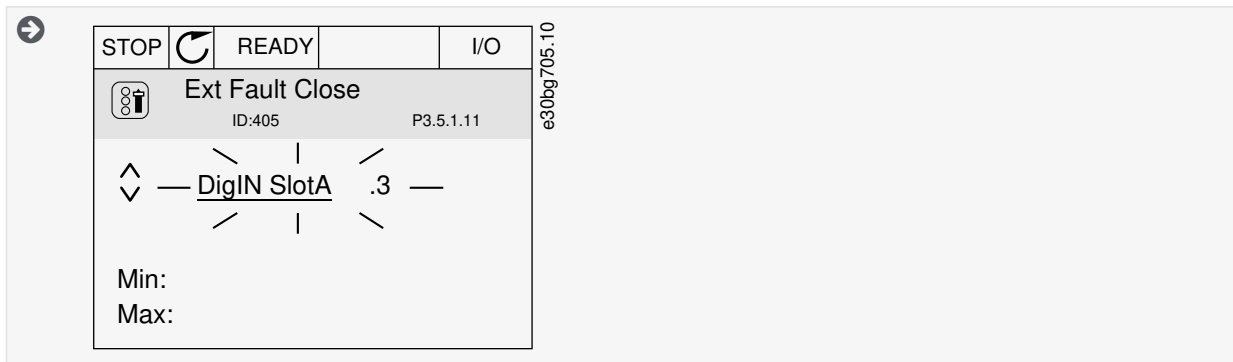 STOP READY I/O
Ext Fault Close
ID:405 P3.5.1.11
DigIN SlotA .3
Min:
Max:
e30bg705.10